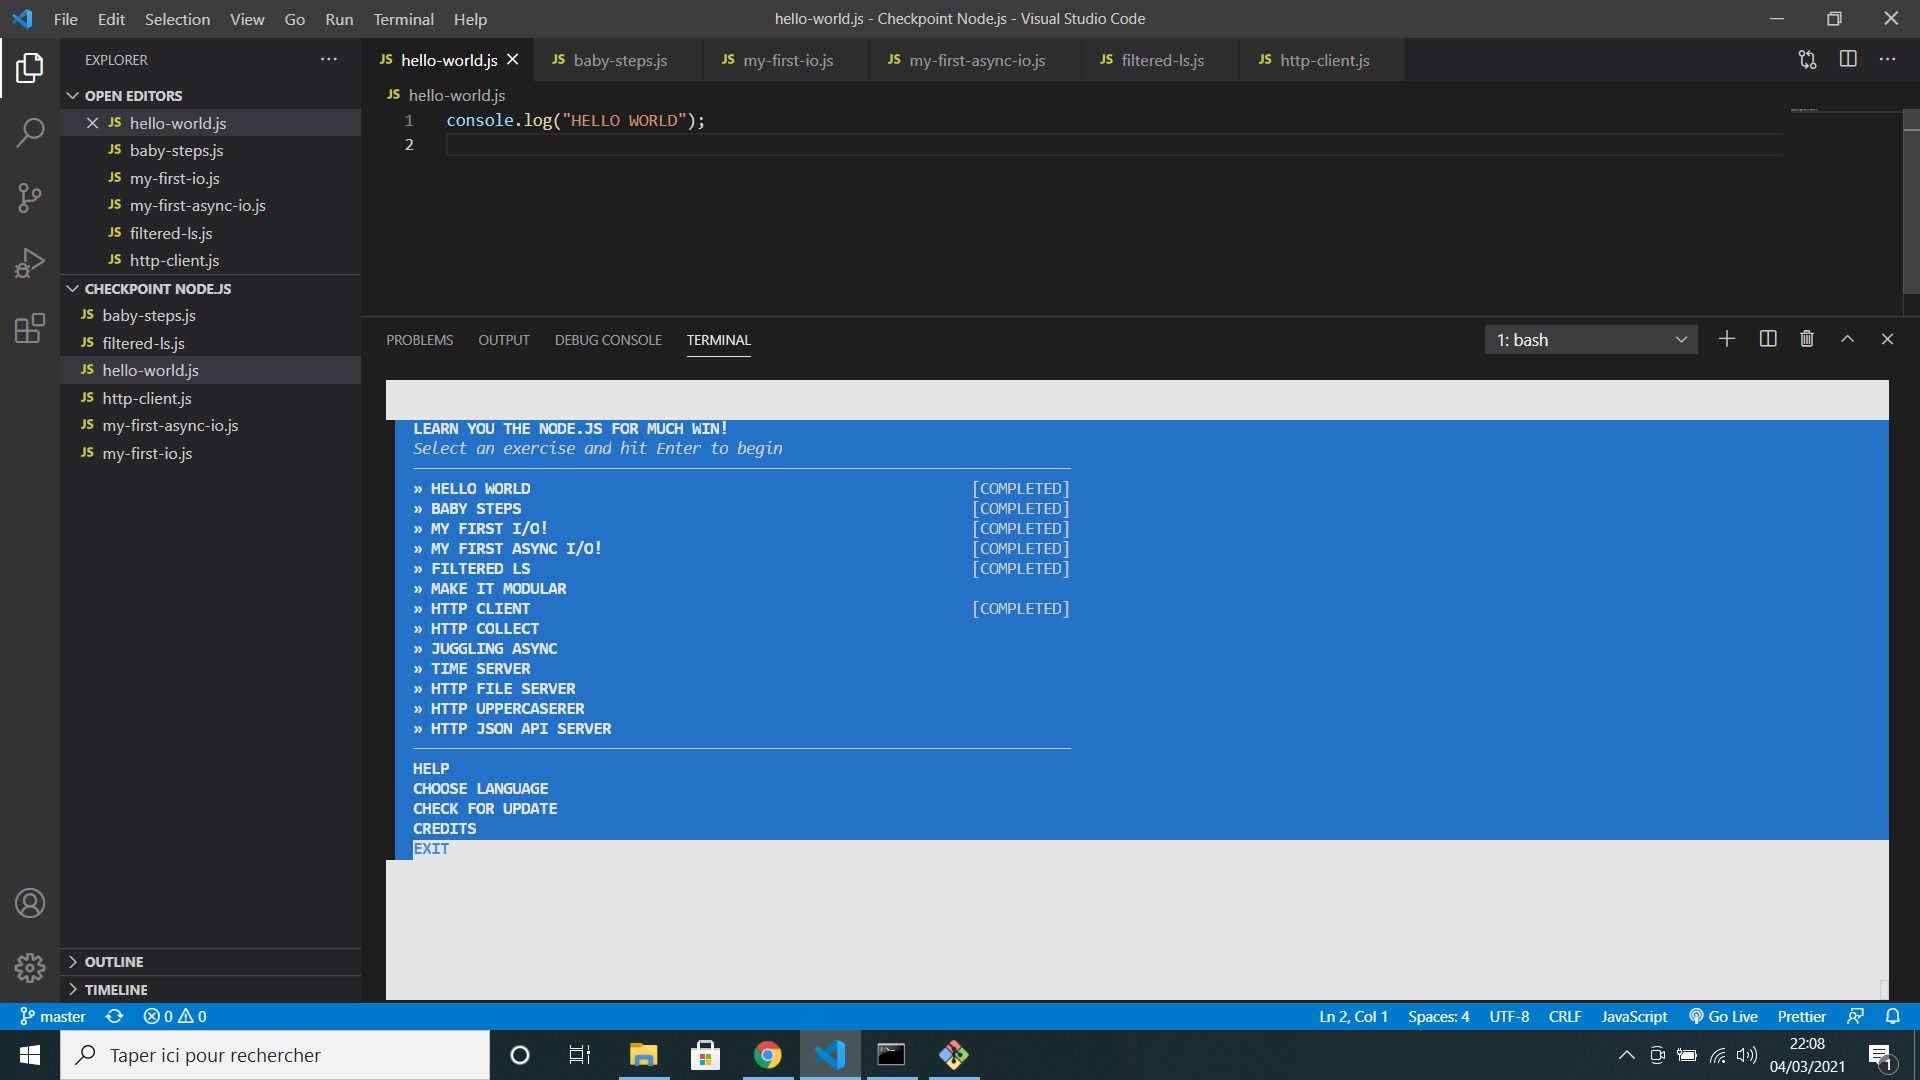 File Edit Selection View Go Run Terminal Help
hello-world.js - Checkpoint Node.js - Visual Studio Code
EXPLORER
OPEN EDITORS
JS hello-world.js
JS baby-steps.js
JS my-first-io.js
JS my-first-async-io.js
JS filtered-ls.js
JS http-client.js
CHECKPOINT NODE.JS
JS baby-steps.js
JS filtered-ls.js
JS hello-world.js
JS http-client.js
JS my-first-async-io.js
JS my-first-io.js
OUTLINE
TIMELINE
JS hello-world.js JS baby-steps.js JS my-first-io.js JS my-first-async-io.js JS filtered-ls.js JS http-client.js
JS hello-world.js
1 console.log("HELLO WORLD");
2
PROBLEMS OUTPUT DEBUG CONSOLE TERMINAL 1: bash
LEARN YOU THE NODE.JS FOR MUCH WIN!
Select an exercise and hit Enter to begin
» HELLO WORLD [COMPLETED]
» BABY STEPS [COMPLETED]
» MY FIRST I/O! [COMPLETED]
» MY FIRST ASYNC I/O! [COMPLETED]
» FILTERED LS [COMPLETED]
» MAKE IT MODULAR
» HTTP CLIENT [COMPLETED]
» HTTP COLLECT
» JUGGLING ASYNC
» TIME SERVER
» HTTP FILE SERVER
» HTTP UPPERCASERER
» HTTP JSON API SERVER
HELP
CHOOSE LANGUAGE
CHECK FOR UPDATE
CREDITS
EXIT
master 0 0 Ln 2, Col 1 Spaces: 4 UTF-8 CRLF JavaScript Go Live Prettier
Taper ici pour rechercher
22:08
04/03/2021
1